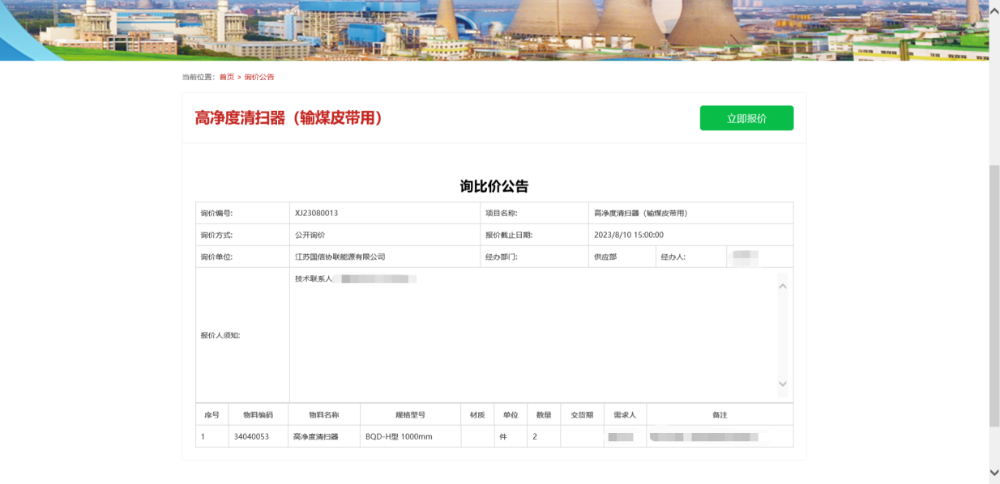 当前位置: 首页 > 询价公告
高净度清扫器（输煤皮带用）
立即报价
询比价公告
询价编号: XJ23080013 项目名称: 高净度清扫器（输煤皮带用）
询价方式: 公开询价 报价截止日期: 2023/8/10 15:00:00
询价单位: 江苏国信协联能源有限公司 经办部门: 供应部 经办人:
技术联系人
报价人须知:
序号 物料编码 物料名称 规格型号 材质 单位 数量 交货期 需求人 备注
1 34040053 高净度清扫器 BQD-H型 1000mm 件 2